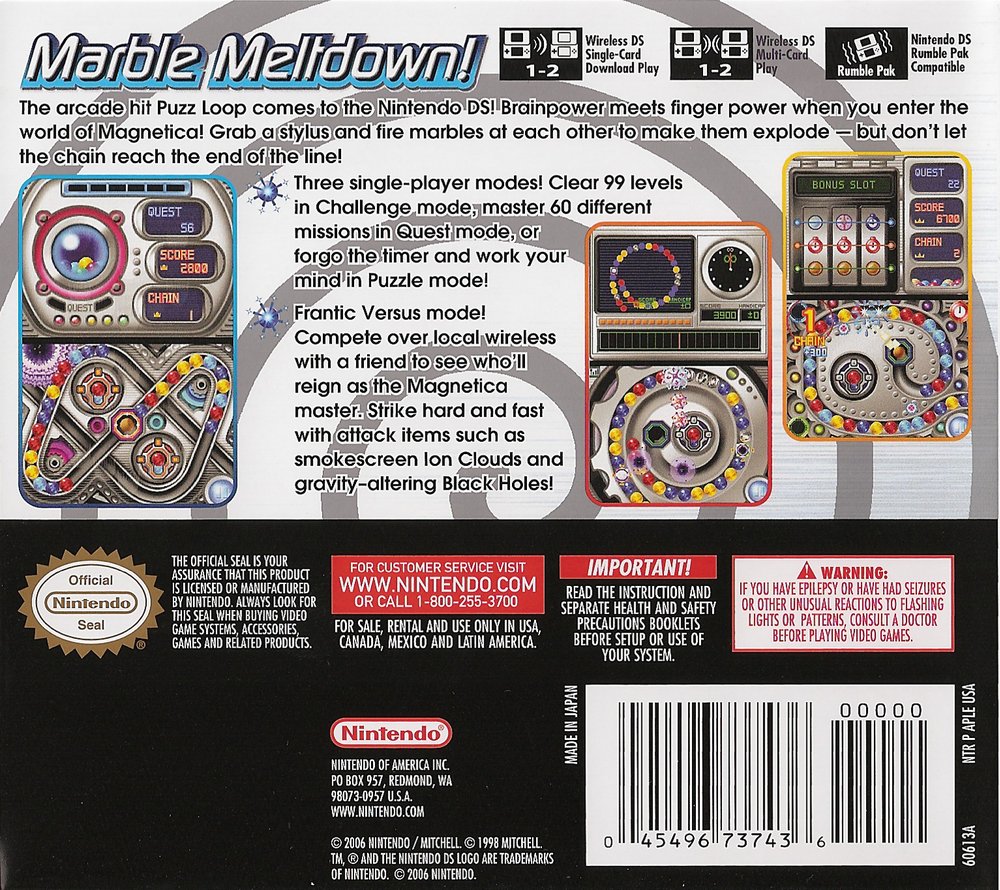 Marble Meltdown!
1-2
Wireless DS
Single-Card
Download Play
1-2
Wireless DS
Multi-Card
Play
Rumble Pak
Nintendo DS
Rumble Pak
Compatible
The arcade hit Puzz Loop comes to the Nintendo DS! Brainpower meets finger power when you enter the
world of Magnetica! Grab a stylus and fire marbles at each other to make them explode — but don't let
the chain reach the end of the line!
Three single-player modes! Clear 99 levels
in Challenge mode, master 60 different
missions in Quest mode, or
forgo the timer and work your
mind in Puzzle mode!
Frantic Versus mode!
Compete over local wireless
with a friend to see who'll
reign as the Magnetica
master. Strike hard and fast
with attack items such as
smokescreen Ion Clouds and
gravity-altering Black Holes!
QUEST
56
SCORE
2800
CHAIN
1
QUEST
SCORE HANDICAP
±0
SCORE HANDICAP
3900 ±0
BONUS SLOT
QUEST
22
SCORE
6700
CHAIN
2
1
CHAIN
+300
Official
Nintendo
Seal
®
THE OFFICIAL SEAL IS YOUR
ASSURANCE THAT THIS PRODUCT
IS LICENSED OR MANUFACTURED
BY NINTENDO. ALWAYS LOOK FOR
THIS SEAL WHEN BUYING VIDEO
GAME SYSTEMS, ACCESSORIES,
GAMES AND RELATED PRODUCTS.
FOR CUSTOMER SERVICE VISIT
WWW.NINTENDO.COM
OR CALL 1-800-255-3700
FOR SALE, RENTAL AND USE ONLY IN USA,
CANADA, MEXICO AND LATIN AMERICA.
IMPORTANT!
READ THE INSTRUCTION AND
SEPARATE HEALTH AND SAFETY
PRECAUTIONS BOOKLETS
BEFORE SETUP OR USE OF
YOUR SYSTEM.
WARNING:
IF YOU HAVE EPILEPSY OR HAVE HAD SEIZURES
OR OTHER UNUSUAL REACTIONS TO FLASHING
LIGHTS OR PATTERNS, CONSULT A DOCTOR
BEFORE PLAYING VIDEO GAMES.
Nintendo®
NINTENDO OF AMERICA INC.
PO BOX 957, REDMOND, WA
98073-0957 U.S.A.
WWW.NINTENDO.COM
© 2006 NINTENDO / MITCHELL. © 1998 MITCHELL.
TM, ® AND THE NINTENDO DS LOGO ARE TRADEMARKS
OF NINTENDO. © 2006 NINTENDO.
MADE IN JAPAN
00000
0 45496 73743 6
NTR P APLE USA
60613A